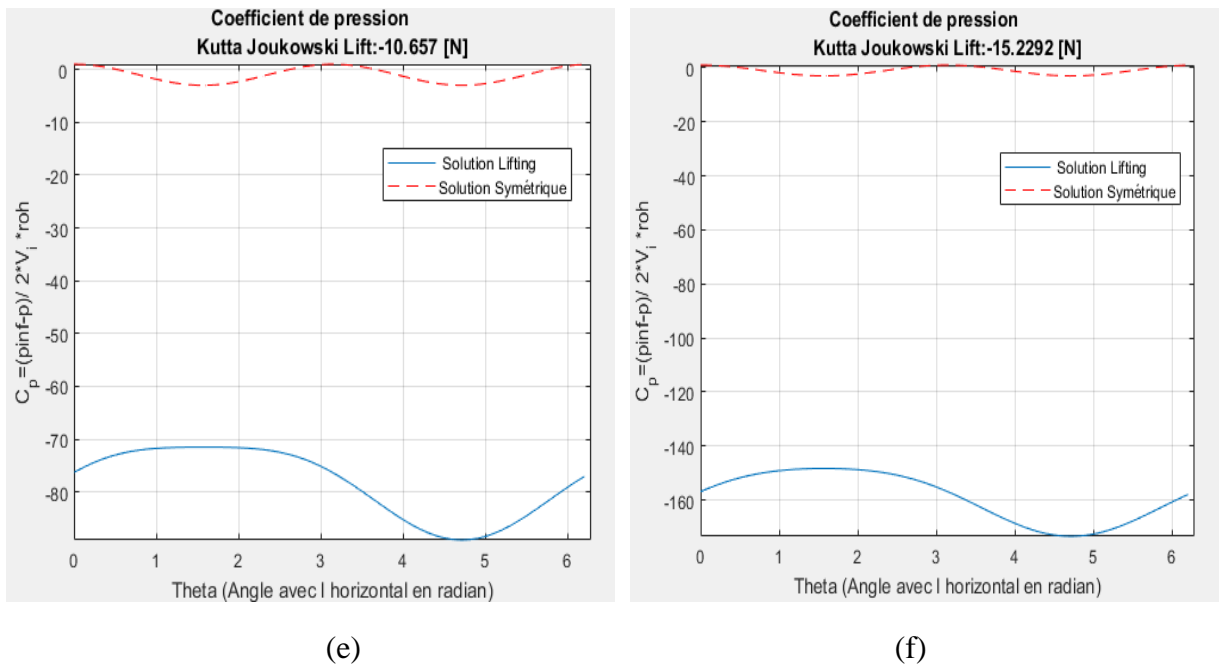 Coefficient de pression
Kutta Joukowski Lift:-10.657 [N]
0
-10
-20
-30
-40
-50
-60
-70
-80
C_p =(pinf-p)/ 2*V_i *roh
Solution Lifting
Solution Symétrique
0 1 2 3 4 5 6
Theta (Angle avec l horizontal en radian)
(e)
Coefficient de pression
Kutta Joukowski Lift:-15.2292 [N]
0
-20
-40
-60
-80
-100
-120
-140
-160
C_p =(pinf-p)/ 2*V_i *roh
Solution Lifting
Solution Symétrique
0 1 2 3 4 5 6
Theta (Angle avec l horizontal en radian)
(f)